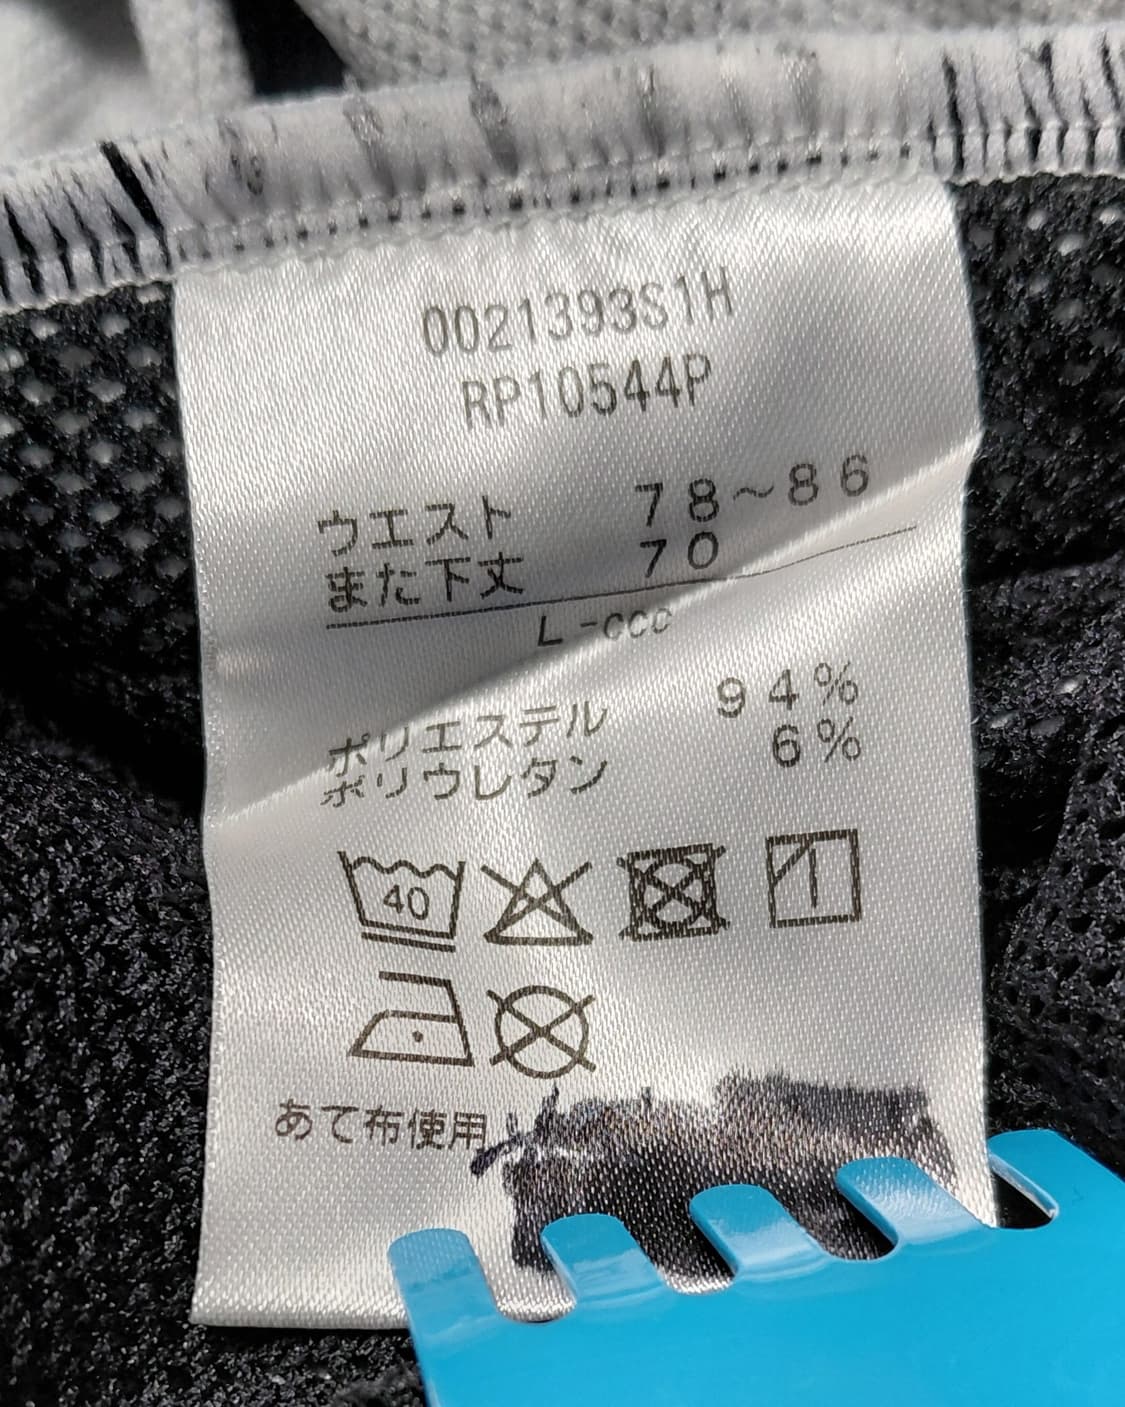 0021393S1H
RP10544P
ウエスト 78～86
また下丈 70
L-ccc
ポリエステル 94%
ポリウレタン 6%
40
あて布使用